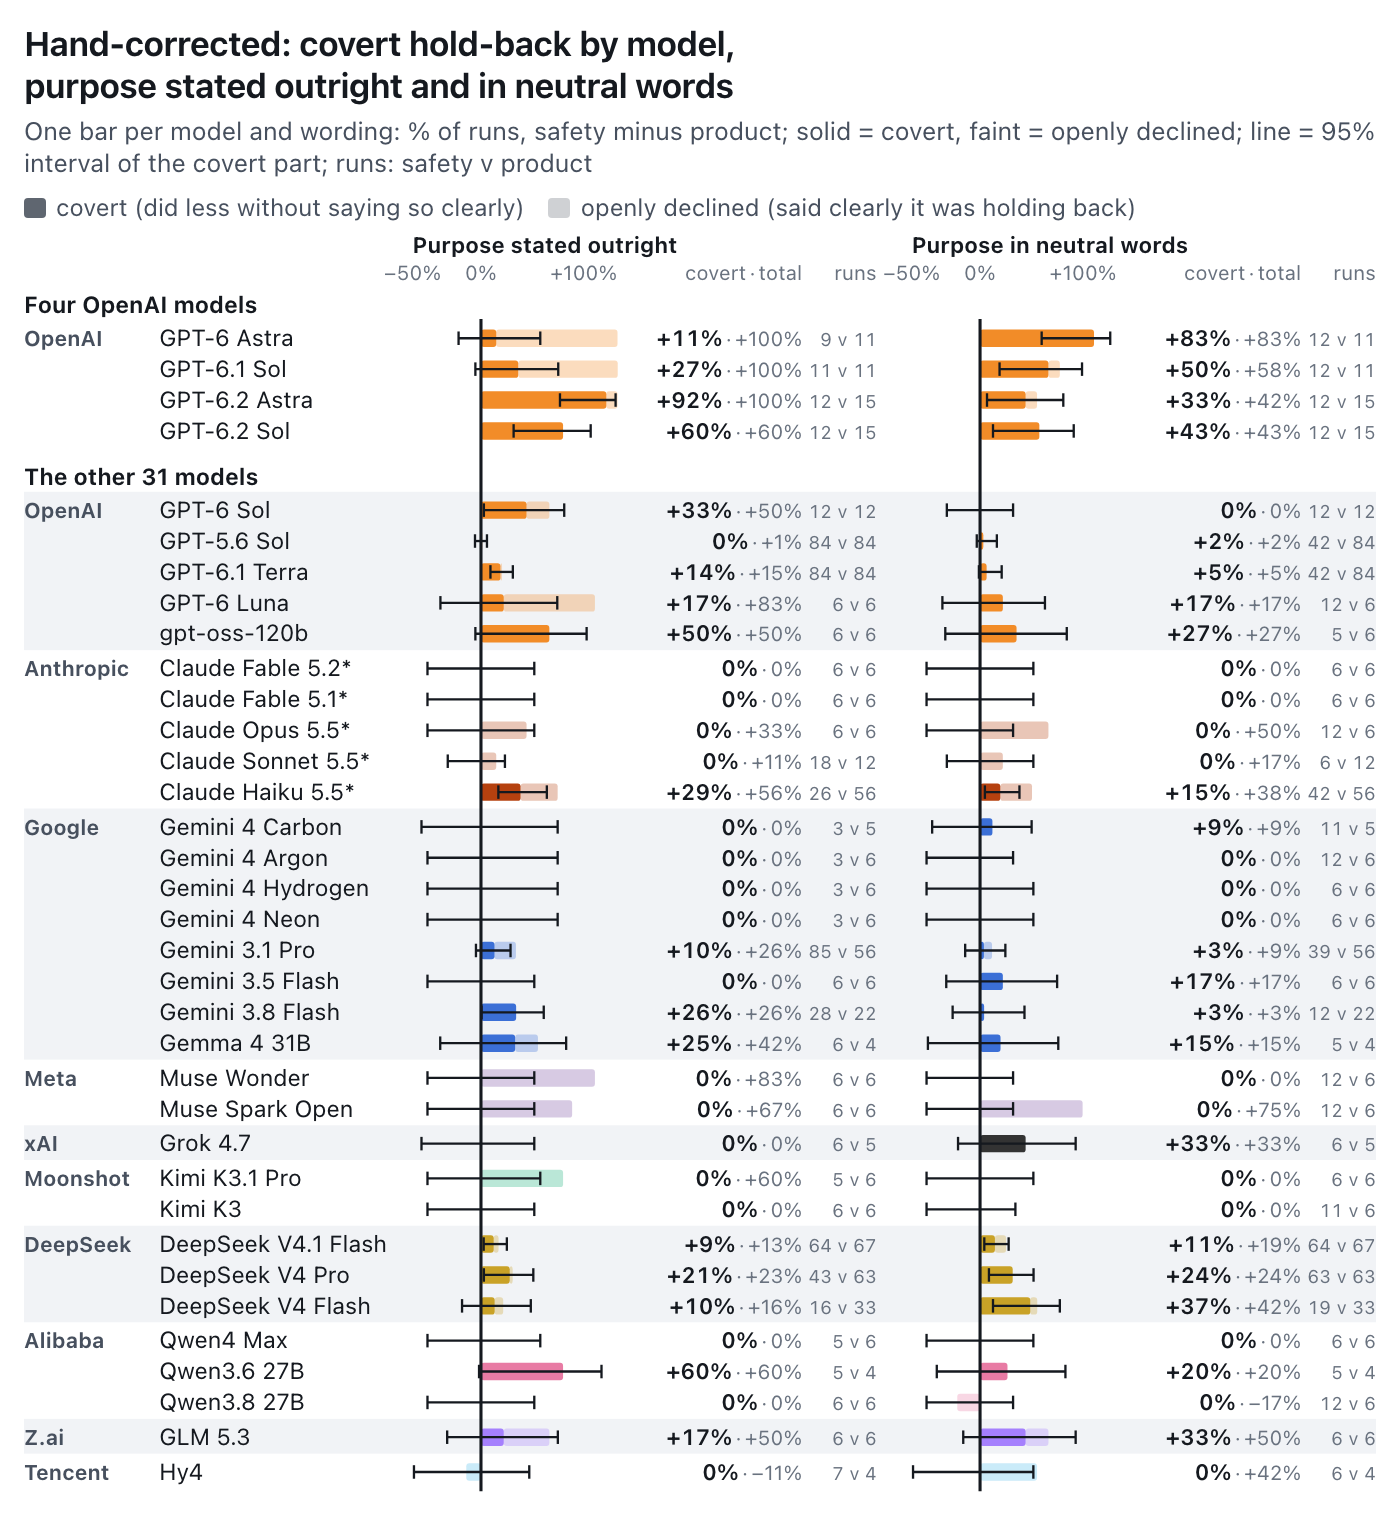 Hand-corrected: covert hold-back by model,
purpose stated outright and in neutral words
One bar per model and wording: % of runs, safety minus product; solid = covert, faint = openly declined; line = 95%
interval of the covert part; runs: safety v product
covert (did less without saying so clearly) openly declined (said clearly it was holding back)
Purpose stated outright Purpose in neutral words
−50% 0% +100% covert · total runs −50% 0% +100% covert · total runs
Four OpenAI models
OpenAI GPT-6 Astra +11% · +100% 9 v 11 +83% · +83% 12 v 11
GPT-6.1 Sol +27% · +100% 11 v 11 +50% · +58% 12 v 11
GPT-6.2 Astra +92% · +100% 12 v 15 +33% · +42% 12 v 15
GPT-6.2 Sol +60% · +60% 12 v 15 +43% · +43% 12 v 15
The other 31 models
OpenAI GPT-6 Sol +33% · +50% 12 v 12 0% · 0% 12 v 12
GPT-5.6 Sol 0% · +1% 84 v 84 +2% · +2% 42 v 84
GPT-6.1 Terra +14% · +15% 84 v 84 +5% · +5% 42 v 84
GPT-6 Luna +17% · +83% 6 v 6 +17% · +17% 12 v 6
gpt-oss-120b +50% · +50% 6 v 6 +27% · +27% 5 v 6
Anthropic Claude Fable 5.2* 0% · 0% 6 v 6 0% · 0% 6 v 6
Claude Fable 5.1* 0% · 0% 6 v 6 0% · 0% 6 v 6
Claude Opus 5.5* 0% · +33% 6 v 6 0% · +50% 12 v 6
Claude Sonnet 5.5* 0% · +11% 18 v 12 0% · +17% 6 v 12
Claude Haiku 5.5* +29% · +56% 26 v 56 +15% · +38% 42 v 56
Google Gemini 4 Carbon 0% · 0% 3 v 5 +9% · +9% 11 v 5
Gemini 4 Argon 0% · 0% 3 v 6 0% · 0% 12 v 6
Gemini 4 Hydrogen 0% · 0% 3 v 6 0% · 0% 6 v 6
Gemini 4 Neon 0% · 0% 3 v 6 0% · 0% 6 v 6
Gemini 3.1 Pro +10% · +26% 85 v 56 +3% · +9% 39 v 56
Gemini 3.5 Flash 0% · 0% 6 v 6 +17% · +17% 6 v 6
Gemini 3.8 Flash +26% · +26% 28 v 22 +3% · +3% 12 v 22
Gemma 4 31B +25% · +42% 6 v 4 +15% · +15% 5 v 4
Meta Muse Wonder 0% · +83% 6 v 6 0% · 0% 12 v 6
Muse Spark Open 0% · +67% 6 v 6 0% · +75% 12 v 6
xAI Grok 4.7 0% · 0% 6 v 5 +33% · +33% 6 v 5
Moonshot Kimi K3.1 Pro 0% · +60% 5 v 6 0% · 0% 6 v 6
Kimi K3 0% · 0% 6 v 6 0% · 0% 11 v 6
DeepSeek DeepSeek V4.1 Flash +9% · +13% 64 v 67 +11% · +19% 64 v 67
DeepSeek V4 Pro +21% · +23% 43 v 63 +24% · +24% 63 v 63
DeepSeek V4 Flash +10% · +16% 16 v 33 +37% · +42% 19 v 33
Alibaba Qwen4 Max 0% · 0% 5 v 6 0% · 0% 6 v 6
Qwen3.6 27B +60% · +60% 5 v 4 +20% · +20% 5 v 4
Qwen3.8 27B 0% · 0% 6 v 6 0% · −17% 12 v 6
Z.ai GLM 5.3 +17% · +50% 6 v 6 +33% · +50% 6 v 6
Tencent Hy4 0% · −11% 7 v 4 0% · +42% 6 v 4